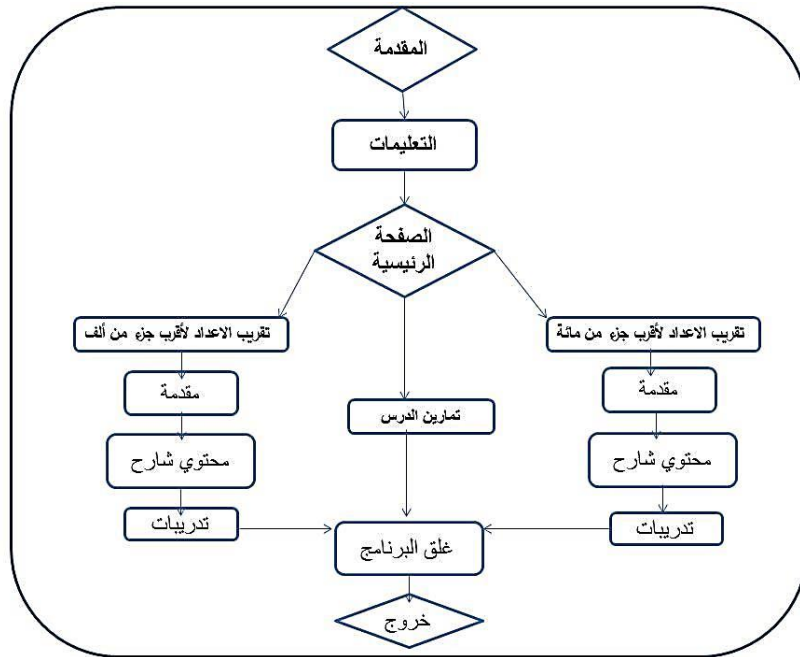 المقدمة
التعليمات
الصفحة
الرئيسية
تقريب الاعداد لأقرب جزء من مائة
مقدمة
محتوي شارح
تدريبات
تمارين الدرس
تقريب الاعداد لأقرب جزء من ألف
مقدمة
محتوي شارح
تدريبات
غلق البرنامج
خروج